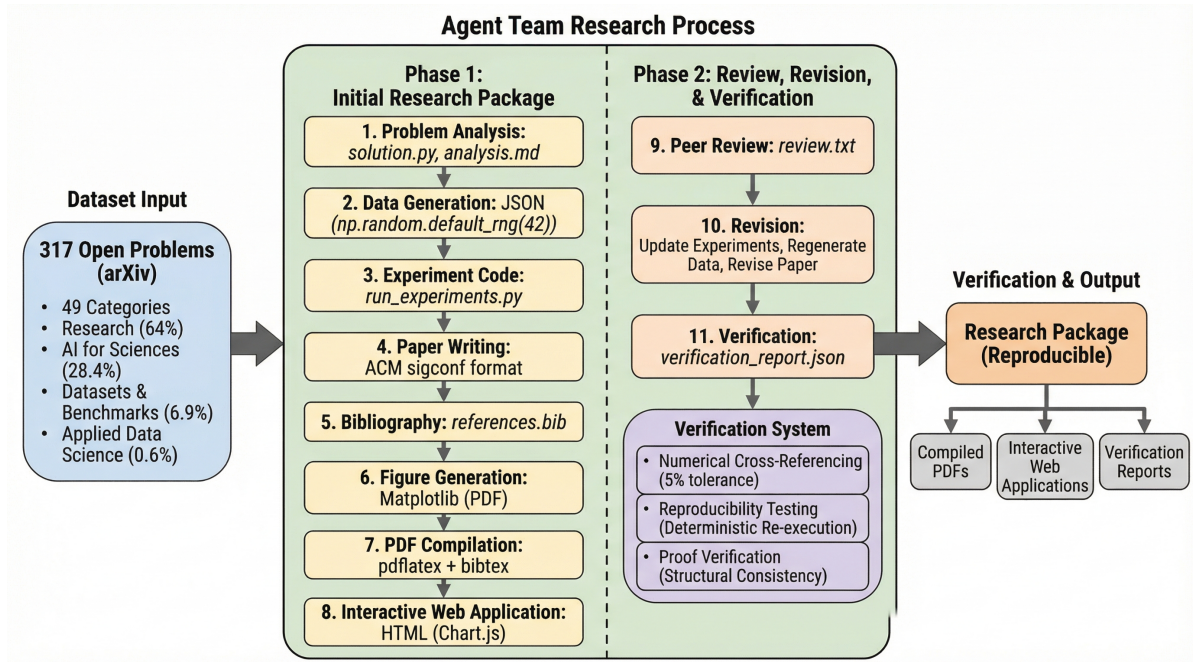 Agent Team Research Process
Dataset Input
317 Open Problems
(arXiv)
• 49 Categories
• Research (64%)
• AI for Sciences
(28.4%)
• Datasets &
Benchmarks (6.9%)
• Applied Data
Science (0.6%)
Phase 1:
Initial Research Package
1. Problem Analysis:
solution.py, analysis.md
2. Data Generation: JSON
(np.random.default_rng(42))
3. Experiment Code:
run_experiments.py
4. Paper Writing:
ACM sigconf format
5. Bibliography: references.bib
6. Figure Generation:
Matplotlib (PDF)
7. PDF Compilation:
pdflatex + bibtex
8. Interactive Web Application:
HTML (Chart.js)
Phase 2: Review, Revision,
& Verification
9. Peer Review: review.txt
10. Revision:
Update Experiments, Regenerate
Data, Revise Paper
11. Verification:
verification_report.json
Verification System
• Numerical Cross-Referencing
(5% tolerance)
• Reproducibility Testing
(Deterministic Re-execution)
• Proof Verification
(Structural Consistency)
Verification & Output
Research Package
(Reproducible)
Compiled
PDFs
Interactive
Web
Applications
Verification
Reports